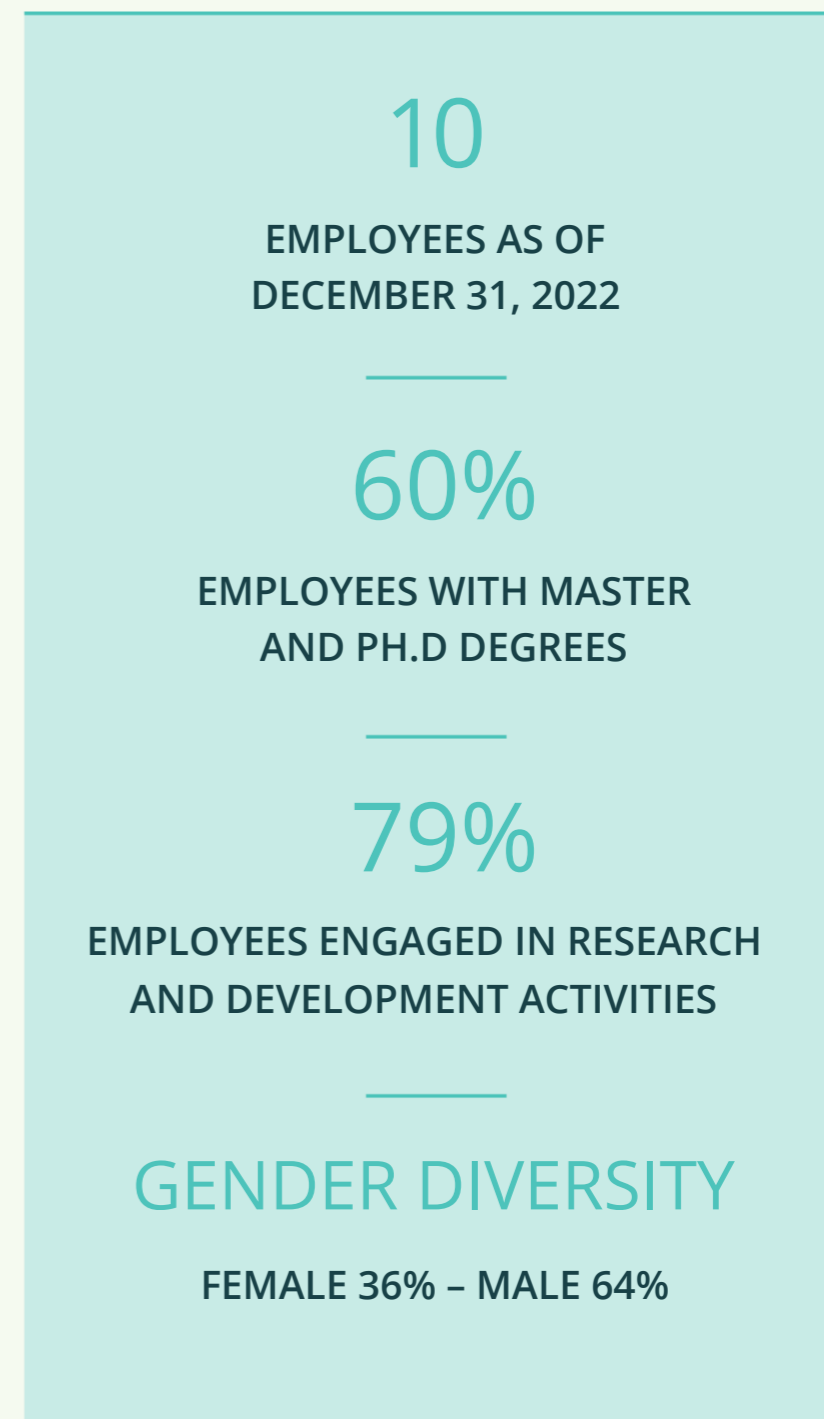 10
EMPLOYEES AS OF
DECEMBER 31, 2022
60%
EMPLOYEES WITH MASTER
AND PH.D DEGREES
79%
EMPLOYEES ENGAGED IN RESEARCH
AND DEVELOPMENT ACTIVITIES
GENDER DIVERSITY
FEMALE 36% – MALE 64%